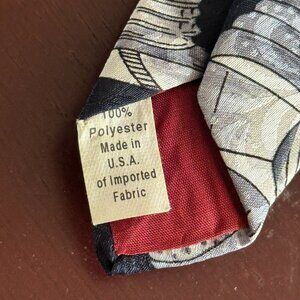 100%
Polyester
Made in
U.S.A.
of Imported
Fabric